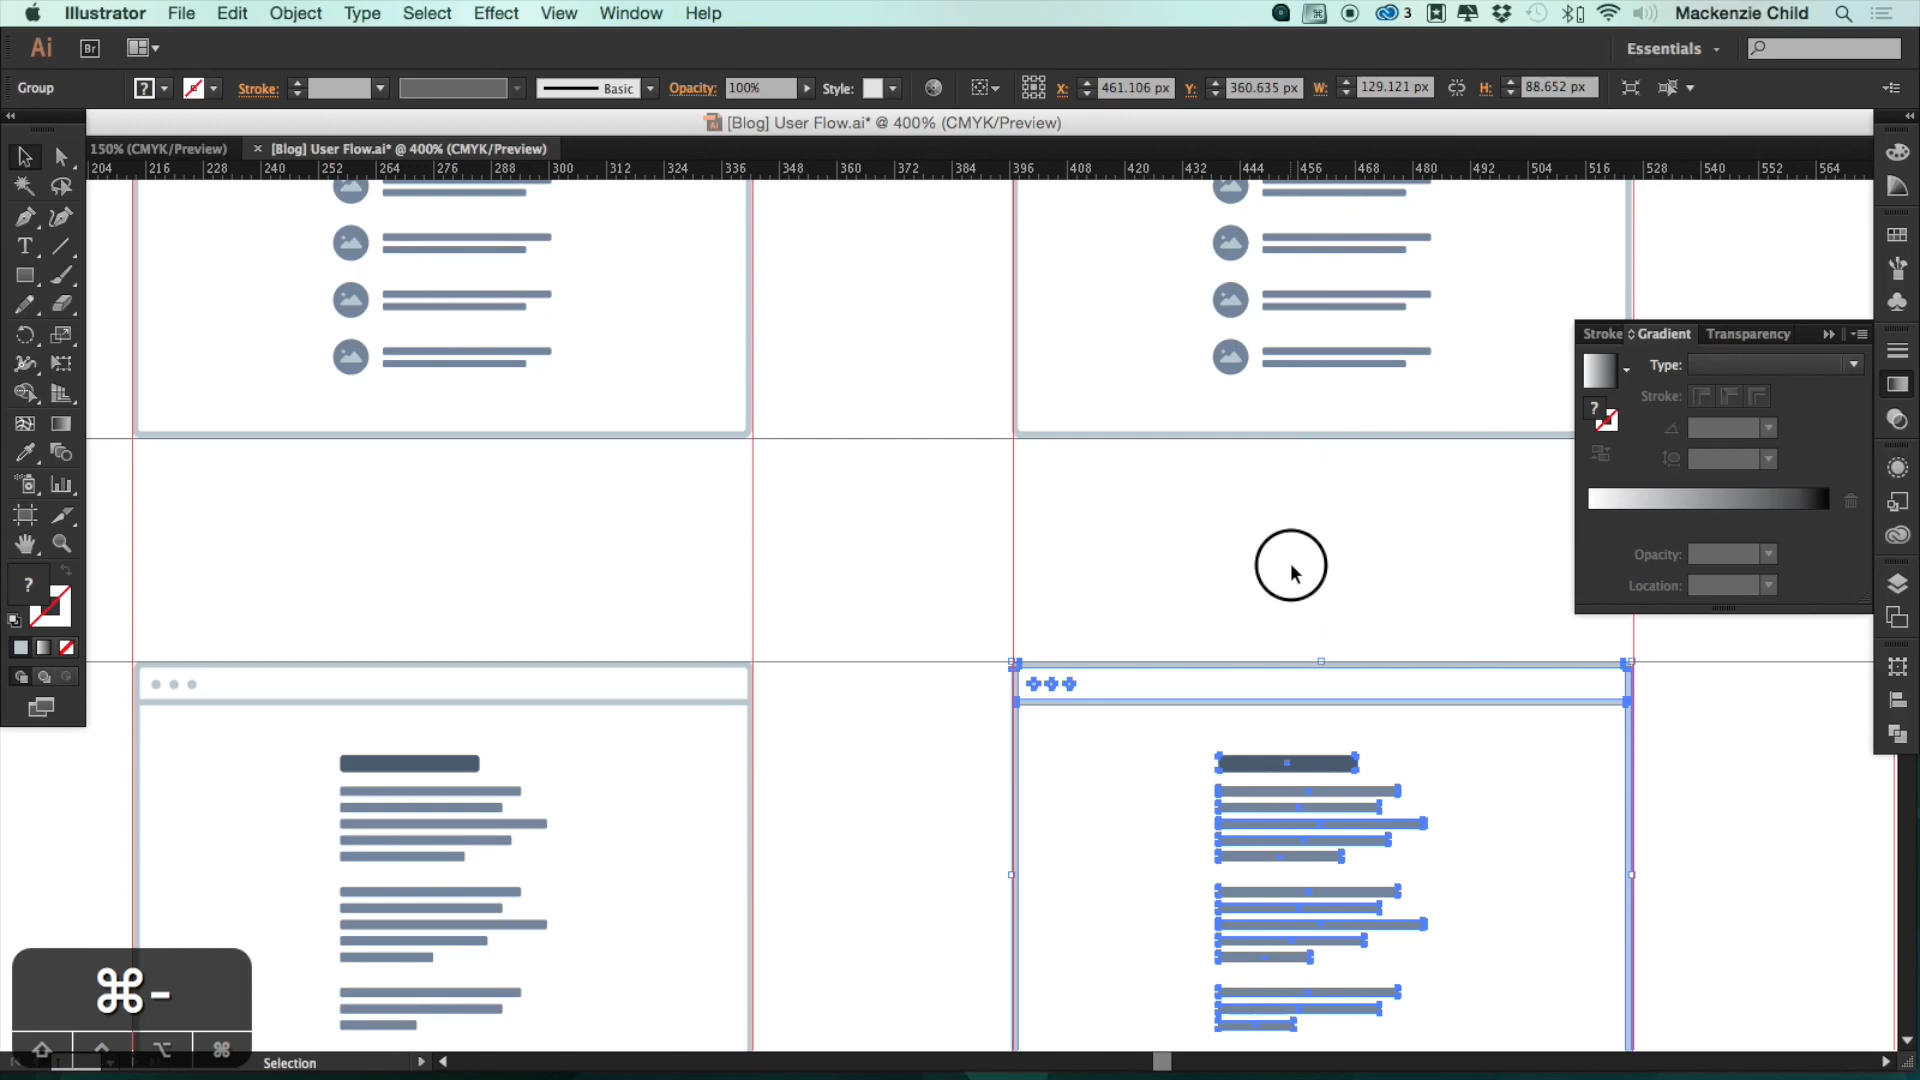 Illustrator File Edit Object Type Select Effect View Window Help 3 Mackenzie Child
Ai Br Essentials
Group ? Stroke: Basic Opacity: 100% Style: X: 461.106 px Y: 360.635 px W: 129.121 px H: 88.652 px
[Blog] User Flow.ai* @ 400% (CMYK/Preview)
150% (CMYK/Preview) × [Blog] User Flow.ai* @ 400% (CMYK/Preview)
204 216 228 240 252 264 276 288 300 312 324 336 348 360 372 384 396 408 420 432 444 456 468 480 492 504 516 528 540 552 564
Stroke Gradient Transparency
Type:
Stroke:
?
Opacity:
Location:
?
⌘-
⇧ ^ ⌥ ⌘
Selection